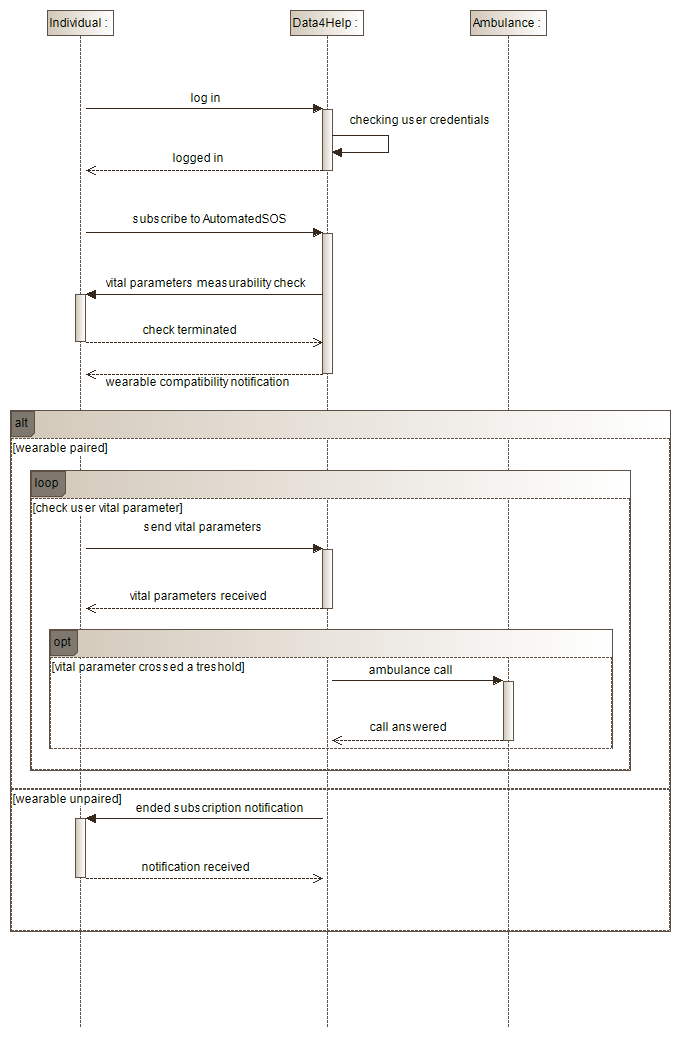 Individual :
Data4Help :
Ambulance :
log in
checking user credentials
logged in
subscribe to AutomatedSOS
vital parameters measurability check
check terminated
wearable compatibility notification
alt
[wearable paired]
loop
[check user vital parameter]
send vital parameters
vital parameters received
opt
[vital parameter crossed a treshold]
ambulance call
call answered
[wearable unpaired]
ended subscription notification
notification received